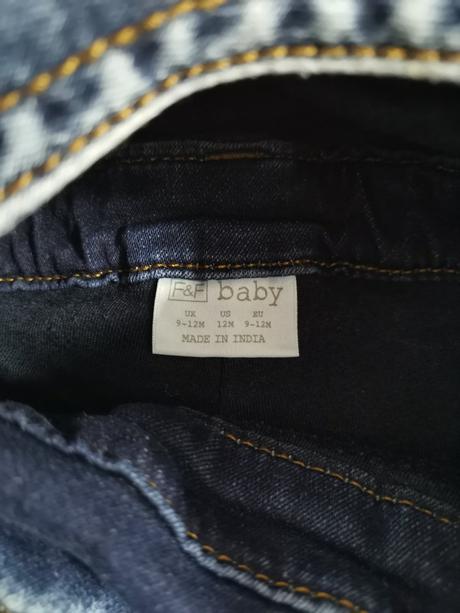 F&F baby
UK US EU
9-12M 12M 9-12M
MADE IN INDIA